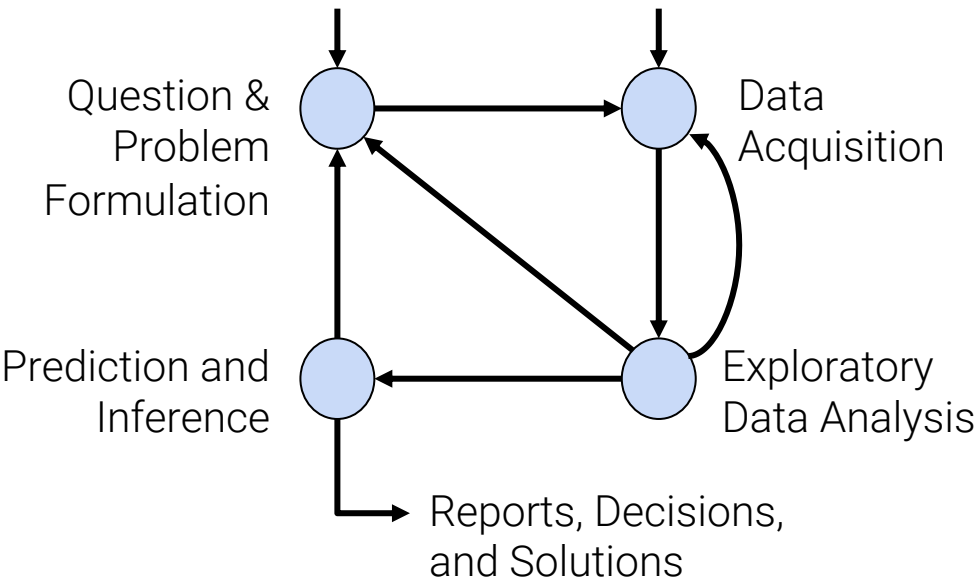 Question &
Problem
Formulation
Data
Acquisition
Prediction and
Inference
Exploratory
Data Analysis
Reports, Decisions,
and Solutions